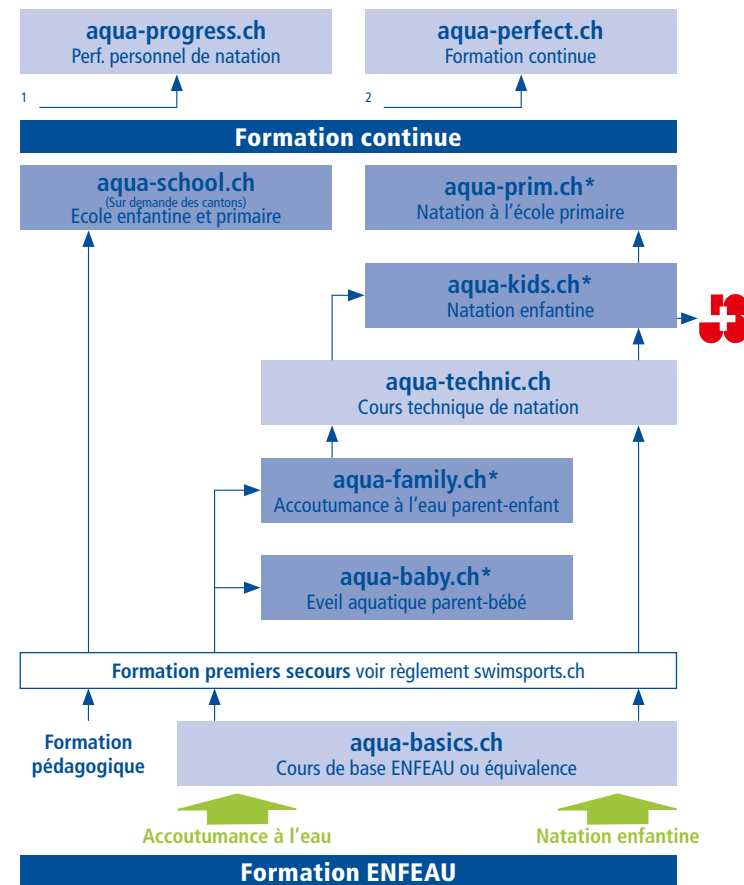 aqua-progress.ch
Perf. personnel de natation
aqua-perfect.ch
Formation continue
1
2
Formation continue
aqua-school.ch
(Sur demande des cantons)
Ecole enfantine et primaire
aqua-prim.ch*
Natation à l'école primaire
aqua-kids.ch*
Natation enfantine
aqua-technic.ch
Cours technique de natation
aqua-family.ch*
Accoutumance à l'eau parent-enfant
aqua-baby.ch*
Eveil aquatique parent-bébé
Formation premiers secours voir règlement swimsports.ch
Formation
pédagogique
aqua-basics.ch
Cours de base ENFEAU ou équivalence
Accoutumance à l'eau
Natation enfantine
Formation ENFEAU